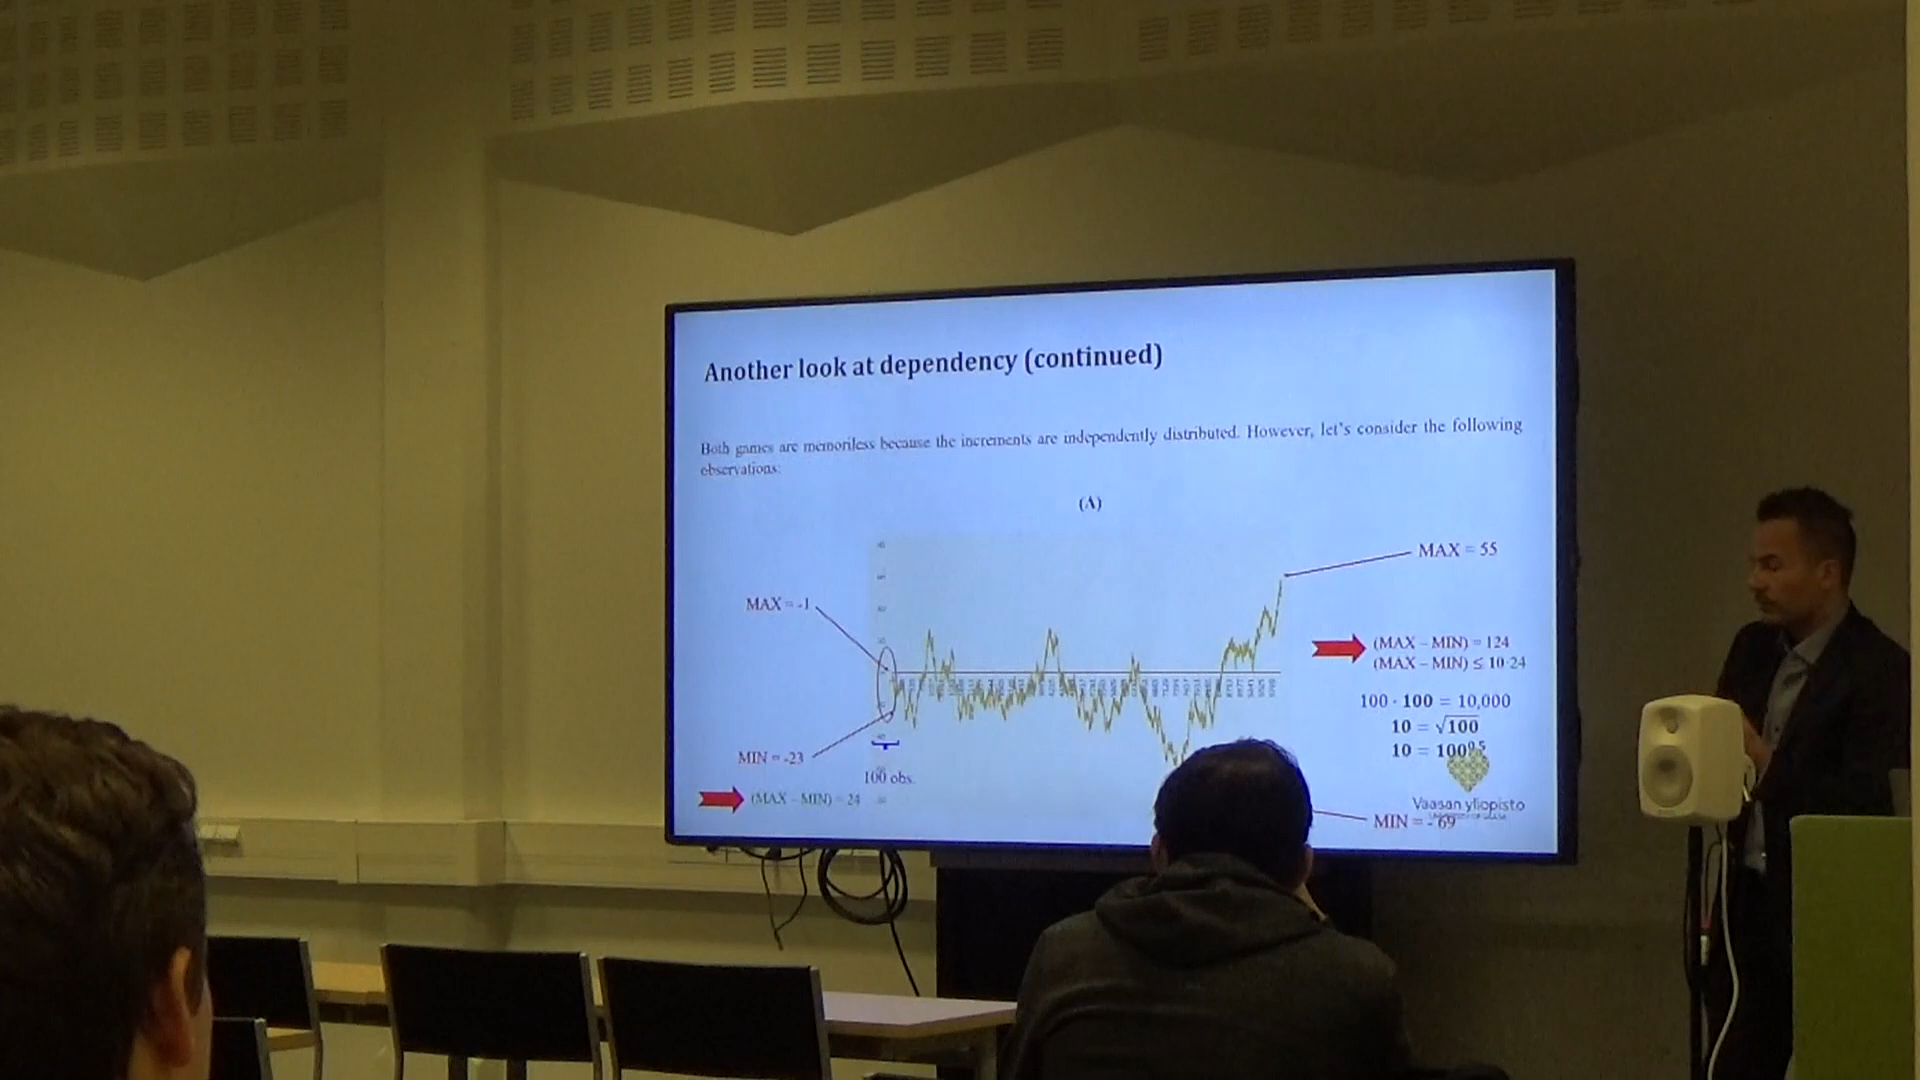 Another look at dependency (continued)
Both games are memoriless because the increments are independently distributed. However, let's consider the following
observations:
(A)
MAX = 55
MAX = -1
(MAX – MIN) = 124
(MAX – MIN) ≤ 10·24
100 · 100 = 10,000
10 = √100
10 = 100^0.5
MIN = -23
100 obs.
(MAX – MIN) = 24
Vaasan yliopisto
MIN = - 69